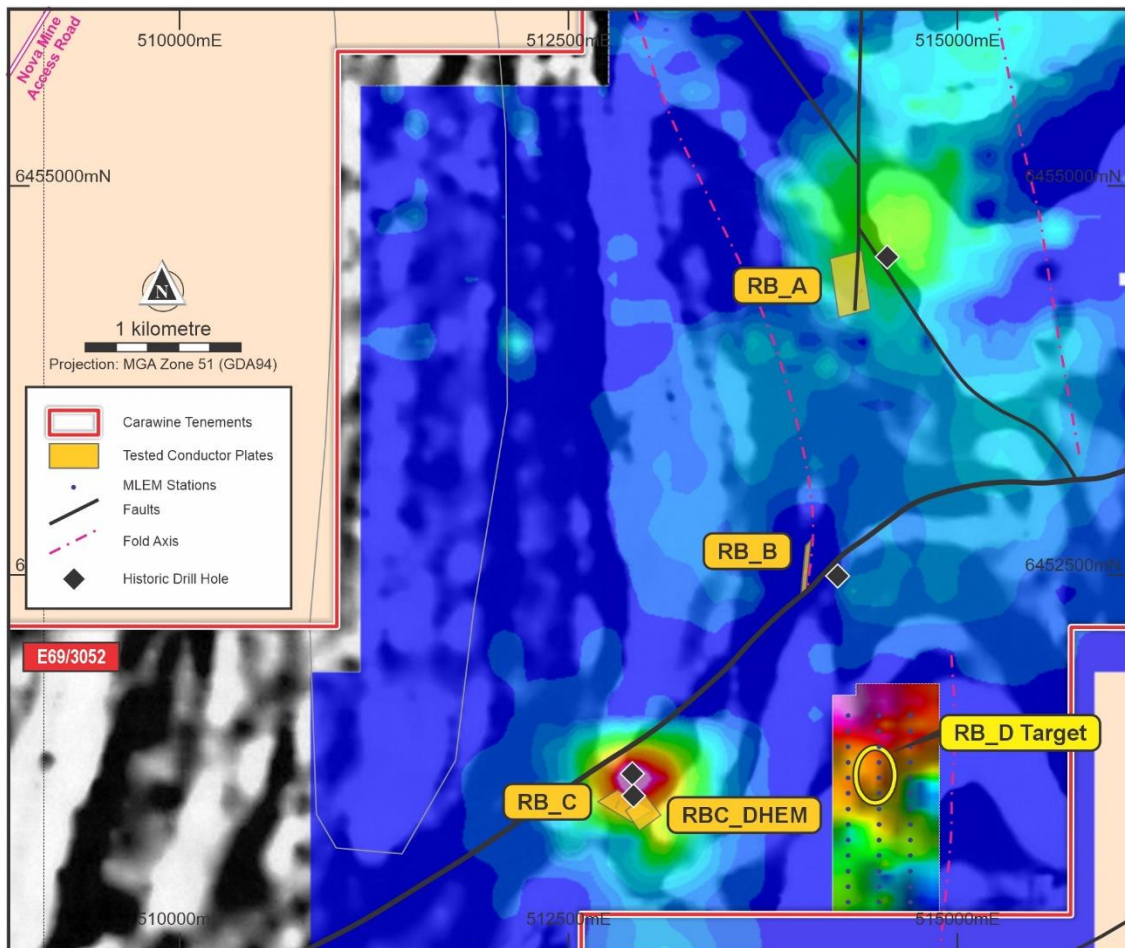 510000mE
512500mE
515000mE
Nova Mine
Access Road
6455000mN
RB_A
N
1 kilometre
Projection: MGA Zone 51 (GDA94)
Carawine Tenements
Tested Conductor Plates
MLEM Stations
Faults
Fold Axis
Historic Drill Hole
RB_B
6452500mN
E69/3052
RB_D Target
RB_C
RBC_DHEM
510000mE
512500mE
515000mE